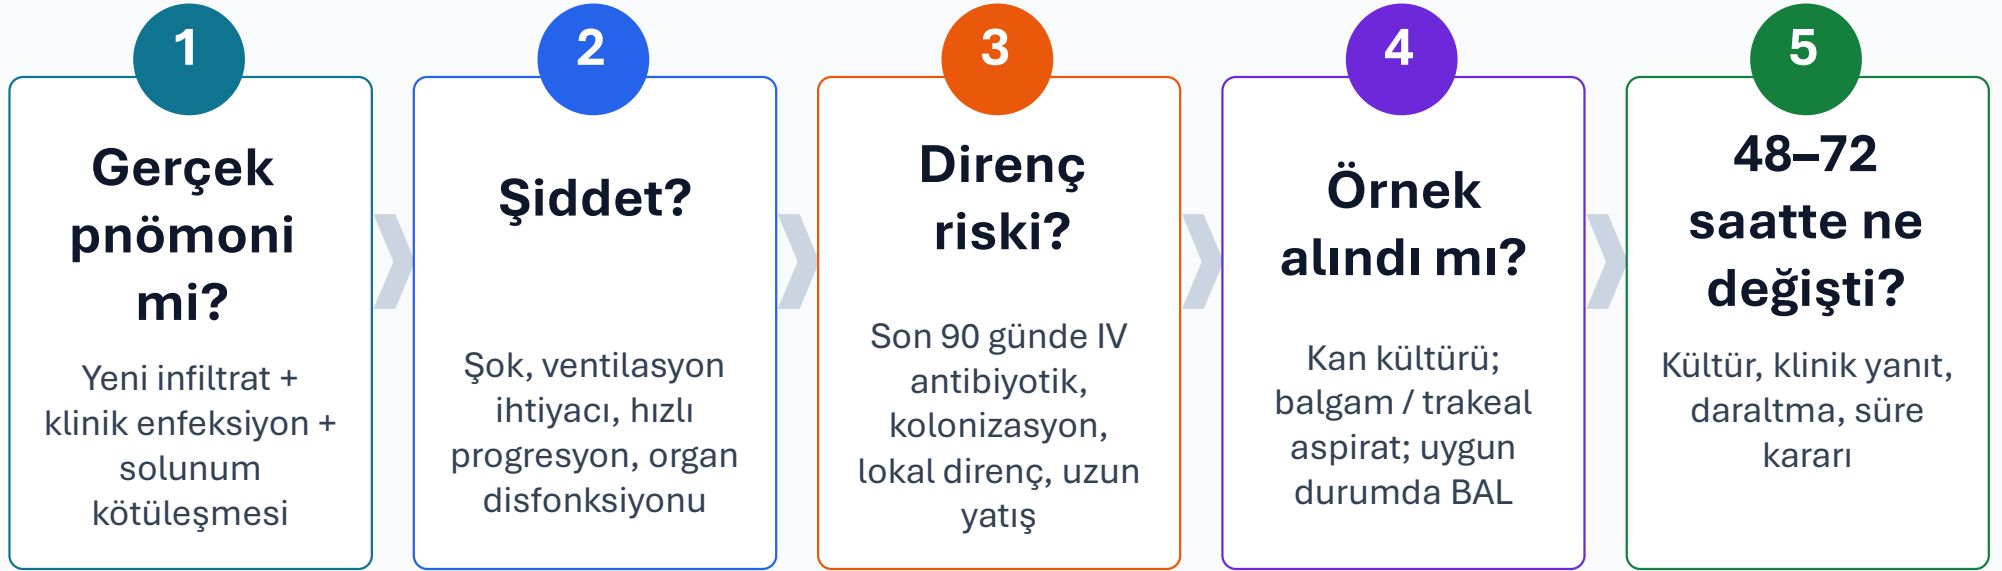 1
Gerçek
pnömoni
mi?
Yeni infiltrat +
klinik enfeksiyon +
solunum
kötüleşmesi
2
Şiddet?
Şok, ventilasyon
ihtiyacı, hızlı
progresyon, organ
disfonksiyonu
3
Direnç
riski?
Son 90 günde IV
antibiyotik,
kolonizasyon,
lokal direnç, uzun
yatış
4
Örnek
alındı mı?
Kan kültürü;
balgam / trakeal
aspirat; uygun
durumda BAL
5
48–72
saatte ne
değişti?
Kültür, klinik yanıt,
daraltma, süre
kararı